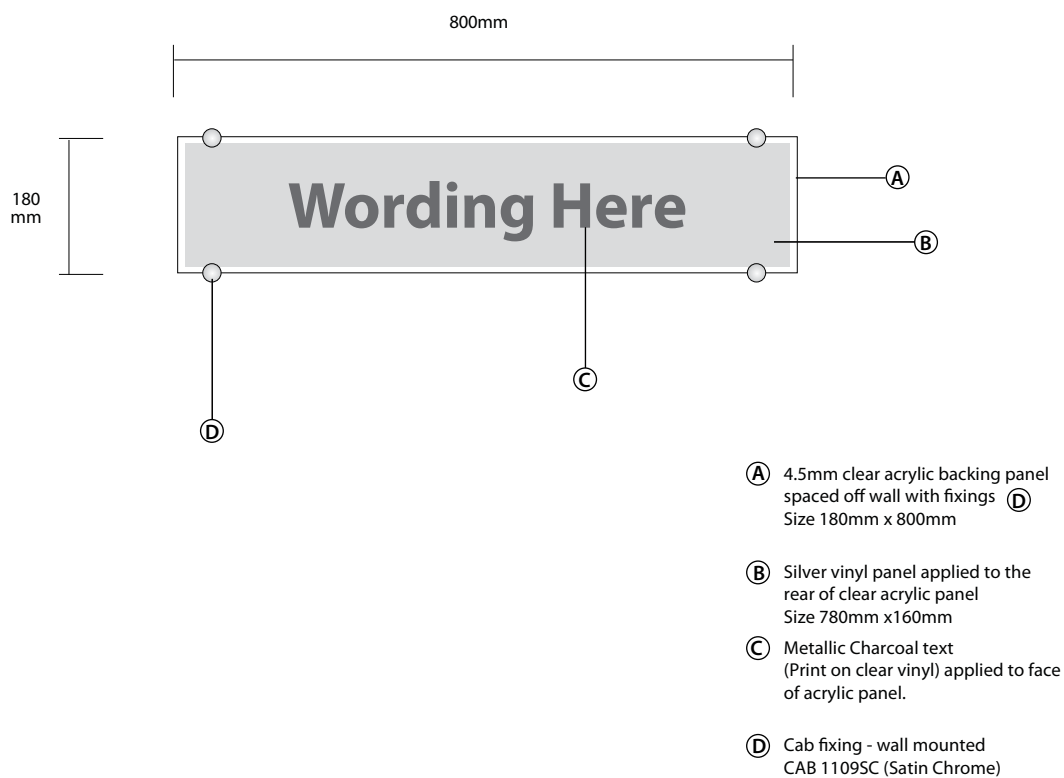 800mm
180
mm
Wording Here
A
B
C
D
A 4.5mm clear acrylic backing panel
spaced off wall with fixings D
Size 180mm x 800mm
B Silver vinyl panel applied to the
rear of clear acrylic panel
Size 780mm x160mm
C Metallic Charcoal text
(Print on clear vinyl) applied to face
of acrylic panel.
D Cab fixing - wall mounted
CAB 1109SC (Satin Chrome)